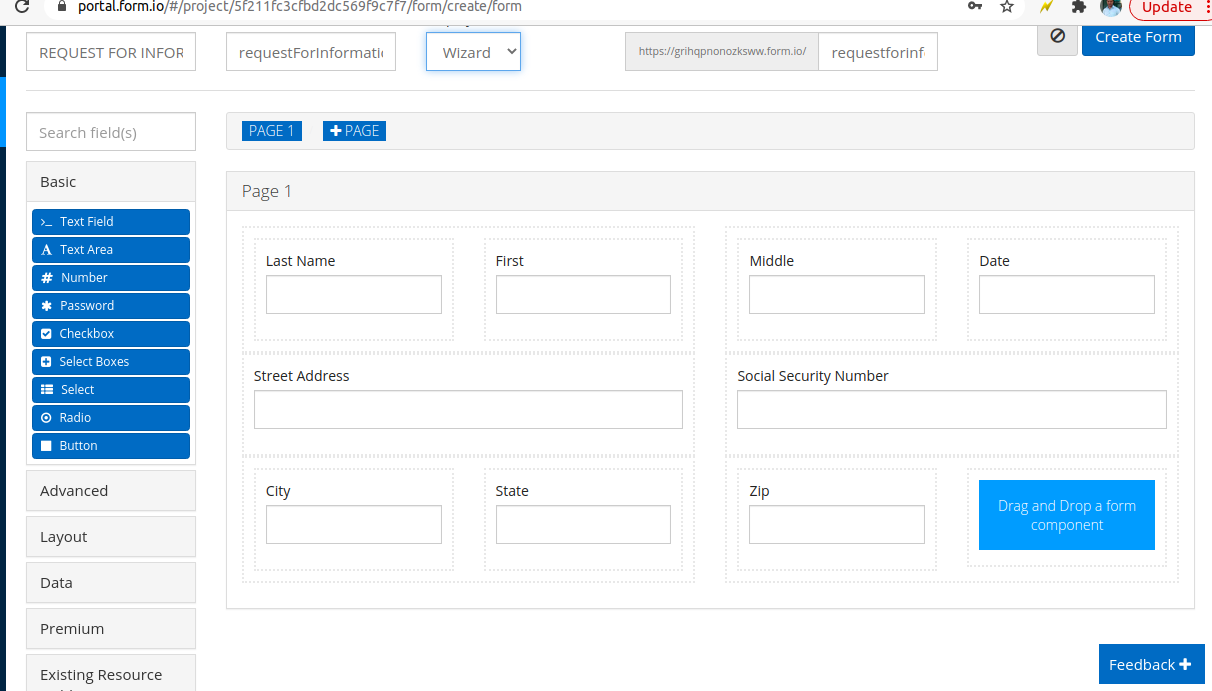 portal.form.io/#/project/5f211fc3cfbd2dc569f9c7f7/form/create/form
Update
REQUEST FOR INFOR
requestForInformatio
Wizard
https://grihqpnonozksww.form.io/
requestforinf
Create Form
Search field(s)
PAGE 1
PAGE
Basic
Page 1
Text Field
Text Area
Number
Password
Checkbox
Select Boxes
Select
Radio
Button
Last Name
First
Middle
Date
Street Address
Social Security Number
City
State
Zip
Drag and Drop a form
component
Advanced
Layout
Data
Premium
Existing Resource
Feedback